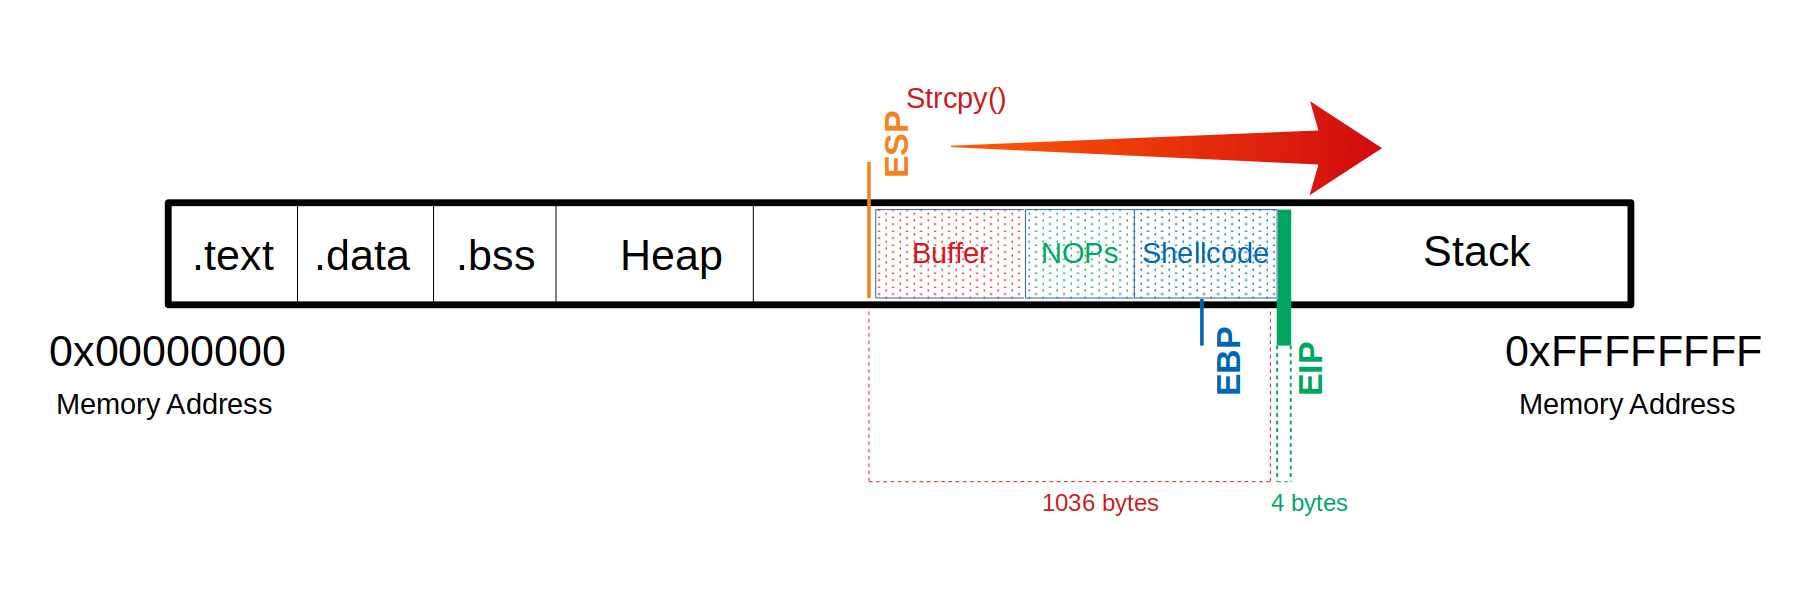 Strcpy()
ESP
.text
.data
.bss
Heap
Buffer
NOPs
Shellcode
Stack
0x00000000
Memory Address
EBP
EIP
0xFFFFFFFF
Memory Address
1036 bytes
4 bytes